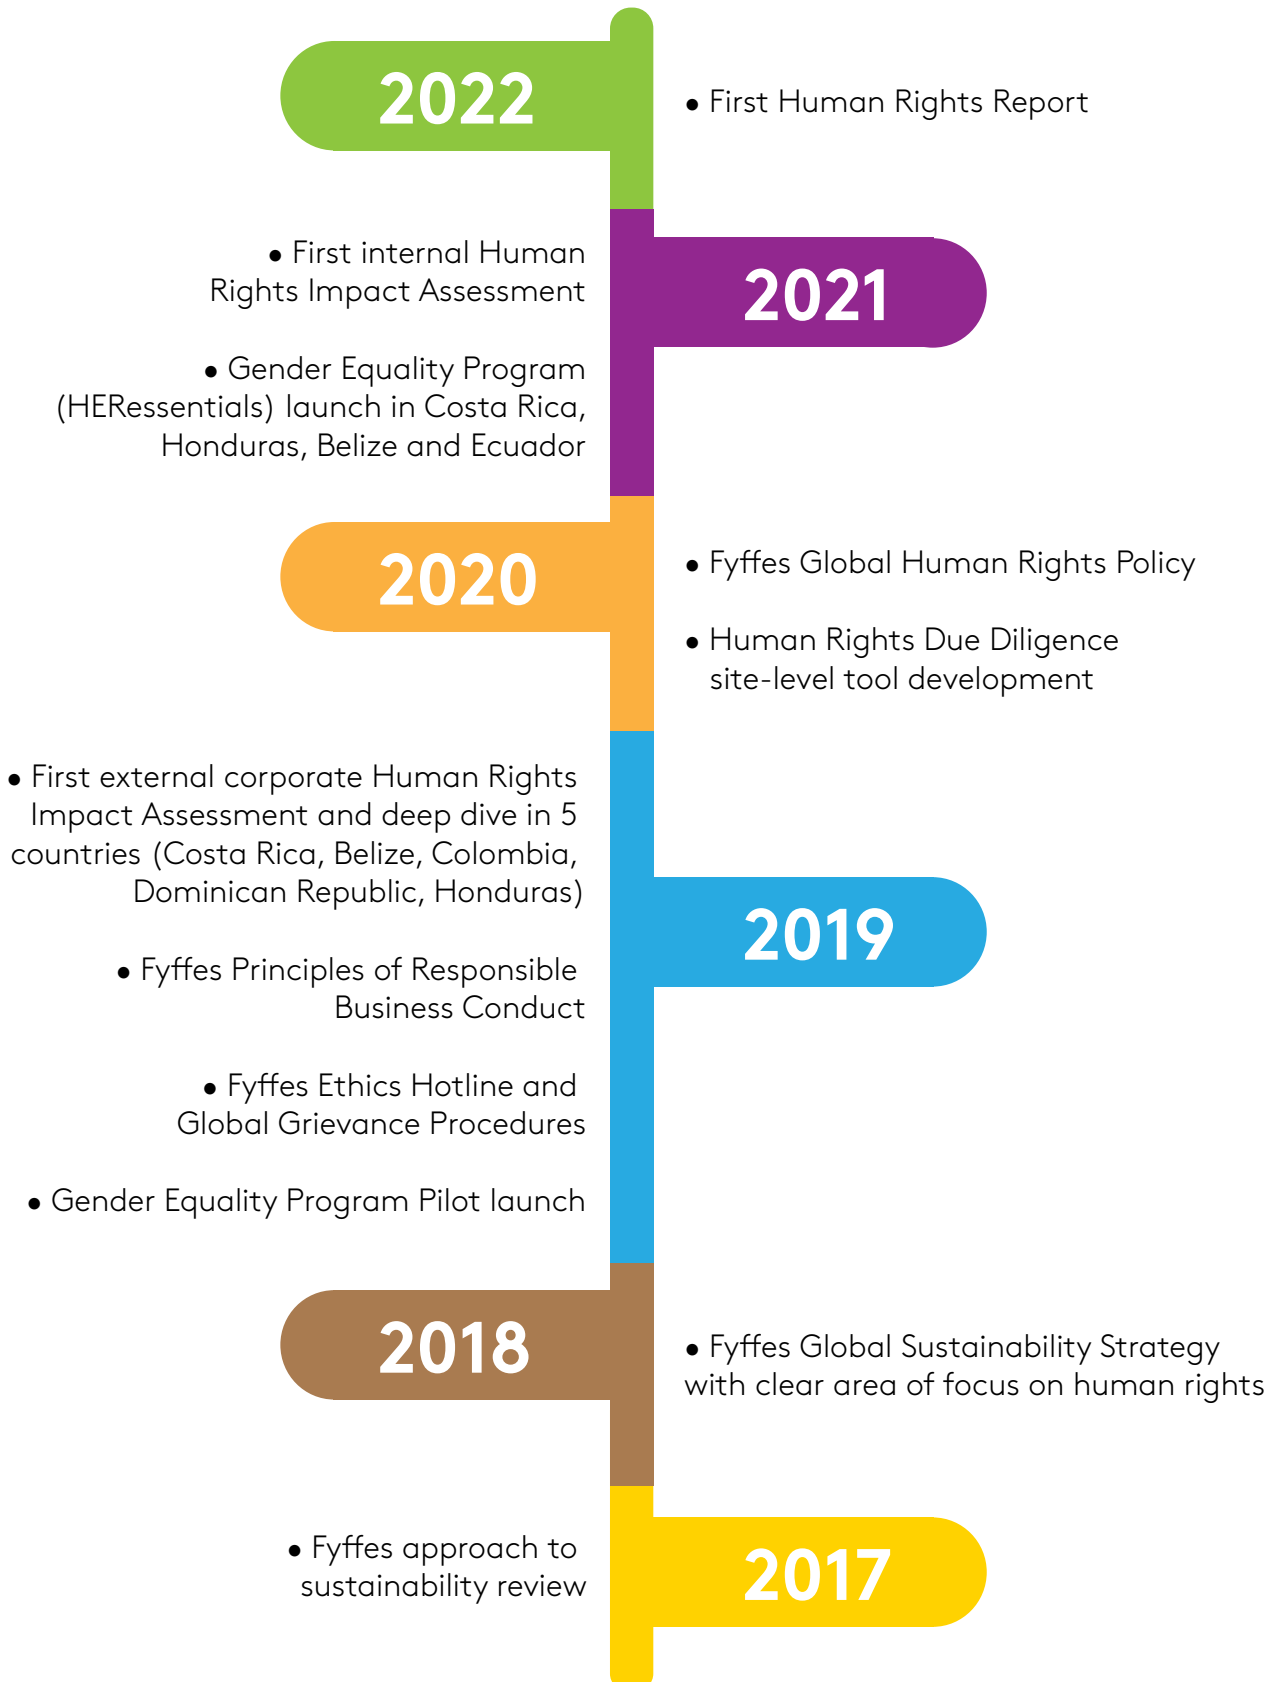 2022
• First Human Rights Report
• First internal Human
Rights Impact Assessment
2021
• Gender Equality Program
(HERessentials) launch in Costa Rica,
Honduras, Belize and Ecuador
2020
• Fyffes Global Human Rights Policy
• Human Rights Due Diligence
site-level tool development
• First external corporate Human Rights
Impact Assessment and deep dive in 5
countries (Costa Rica, Belize, Colombia,
Dominican Republic, Honduras)
2019
• Fyffes Principles of Responsible
Business Conduct
• Fyffes Ethics Hotline and
Global Grievance Procedures
• Gender Equality Program Pilot launch
2018
• Fyffes Global Sustainability Strategy
with clear area of focus on human rights
• Fyffes approach to
sustainability review
2017